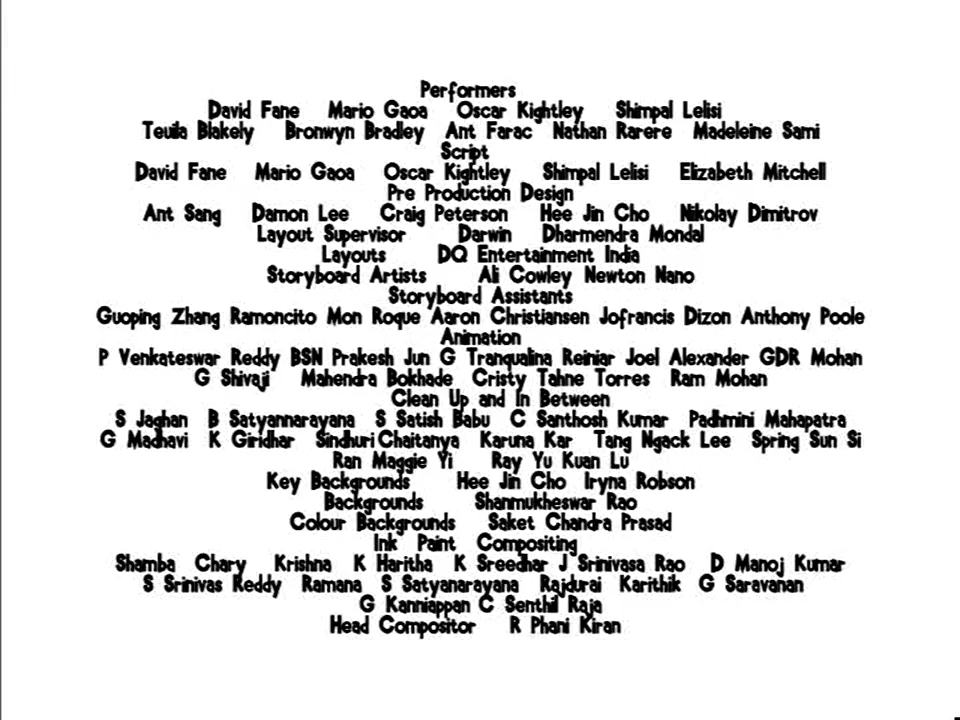 Performers
David Fane Mario Gaoa Oscar Kightley Shimpal Lelisi
Teuila Blakely Bronwyn Bradley Ant Farac Nathan Rarere Madeleine Sami
Script
David Fane Mario Gaoa Oscar Kightley Shimpal Lelisi Elizabeth Mitchell
Pre Production Design
Ant Sang Damon Lee Craig Peterson Hee Jin Cho Nikolay Dimitrov
Layout Supervisor Darwin Dharmendra Mondal
Layouts DQ Entertainment India
Storyboard Artists Ali Cowley Newton Nano
Storyboard Assistants
Guoping Zhang Ramoncito Mon Roque Aaron Christiansen Jofrancis Dizon Anthony Poole
Animation
P Venkateswar Reddy BSN Prakesh Jun G Tranqualina Reiniar Joel Alexander GDR Mohan
G Shivaji Mahendra Bokhade Cristy Tahne Torres Ram Mohan
Clean Up and In Between
S Jaghan B Satyannarayana S Satish Babu C Santhosh Kumar Padhmini Mahapatra
G Madhavi K Giridhar Sindhuri Chaitanya Karuna Kar Tang Ngack Lee Spring Sun Si
Ran Maggie Yi Ray Yu Kuan Lu
Key Backgrounds Hee Jin Cho Iryna Robson
Backgrounds Shanmukheswar Rao
Colour Backgrounds Saket Chandra Prasad
Ink Paint Compositing
Shamba Chary Krishna K Haritha K Sreedhar J Srinivasa Rao D Manoj Kumar
S Srinivas Reddy Ramana S Satyanarayana Rajdurai Karithik G Saravanan
G Kanniappan C Senthil Raja
Head Compositor R Phani Kiran